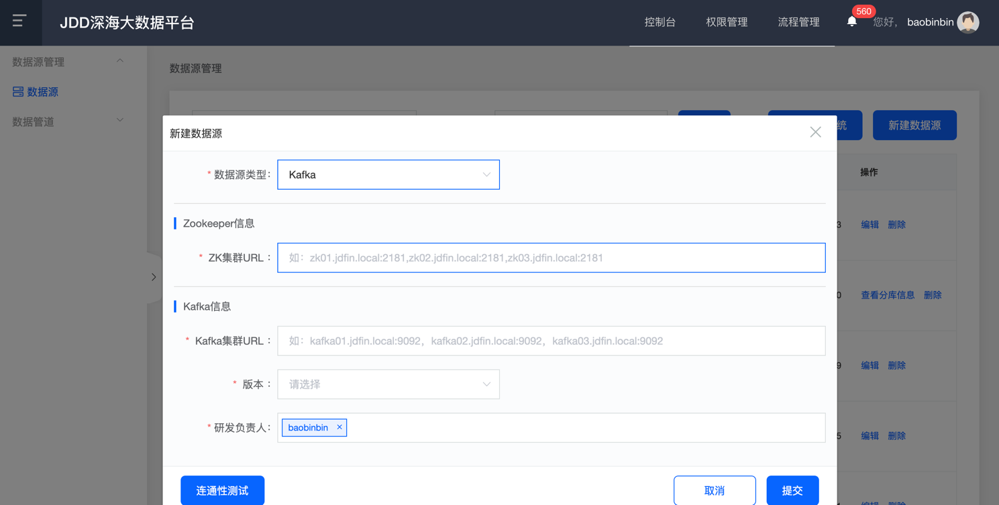 JDD深海大数据平台
控制台 权限管理 流程管理 560 您好， baobinbin
数据源管理
数据源
数据管道
数据源管理
统 新建数据源
新建数据源
* 数据源类型: Kafka
Zookeeper信息
* ZK集群URL： 如：zk01.jdfin.local:2181,zk02.jdfin.local:2181,zk03.jdfin.local:2181
Kafka信息
* Kafka集群URL： 如：kafka01.jdfin.local:9092，kafka02.jdfin.local:9092，kafka03.jdfin.local:9092
* 版本： 请选择
* 研发负责人: baobinbin ×
连通性测试 取消 提交
操作
3 编辑 删除
0 查看分库信息 删除
9 编辑 删除
5 编辑 删除
编辑 删除